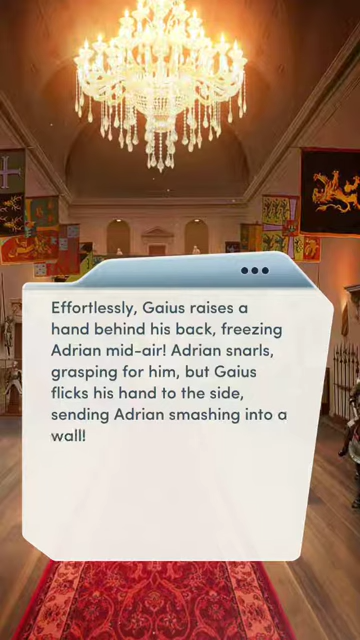 Effortlessly, Gaius raises a
hand behind his back, freezing
Adrian mid-air! Adrian snarls,
grasping for him, but Gaius
flicks his hand to the side,
sending Adrian smashing into a
wall!